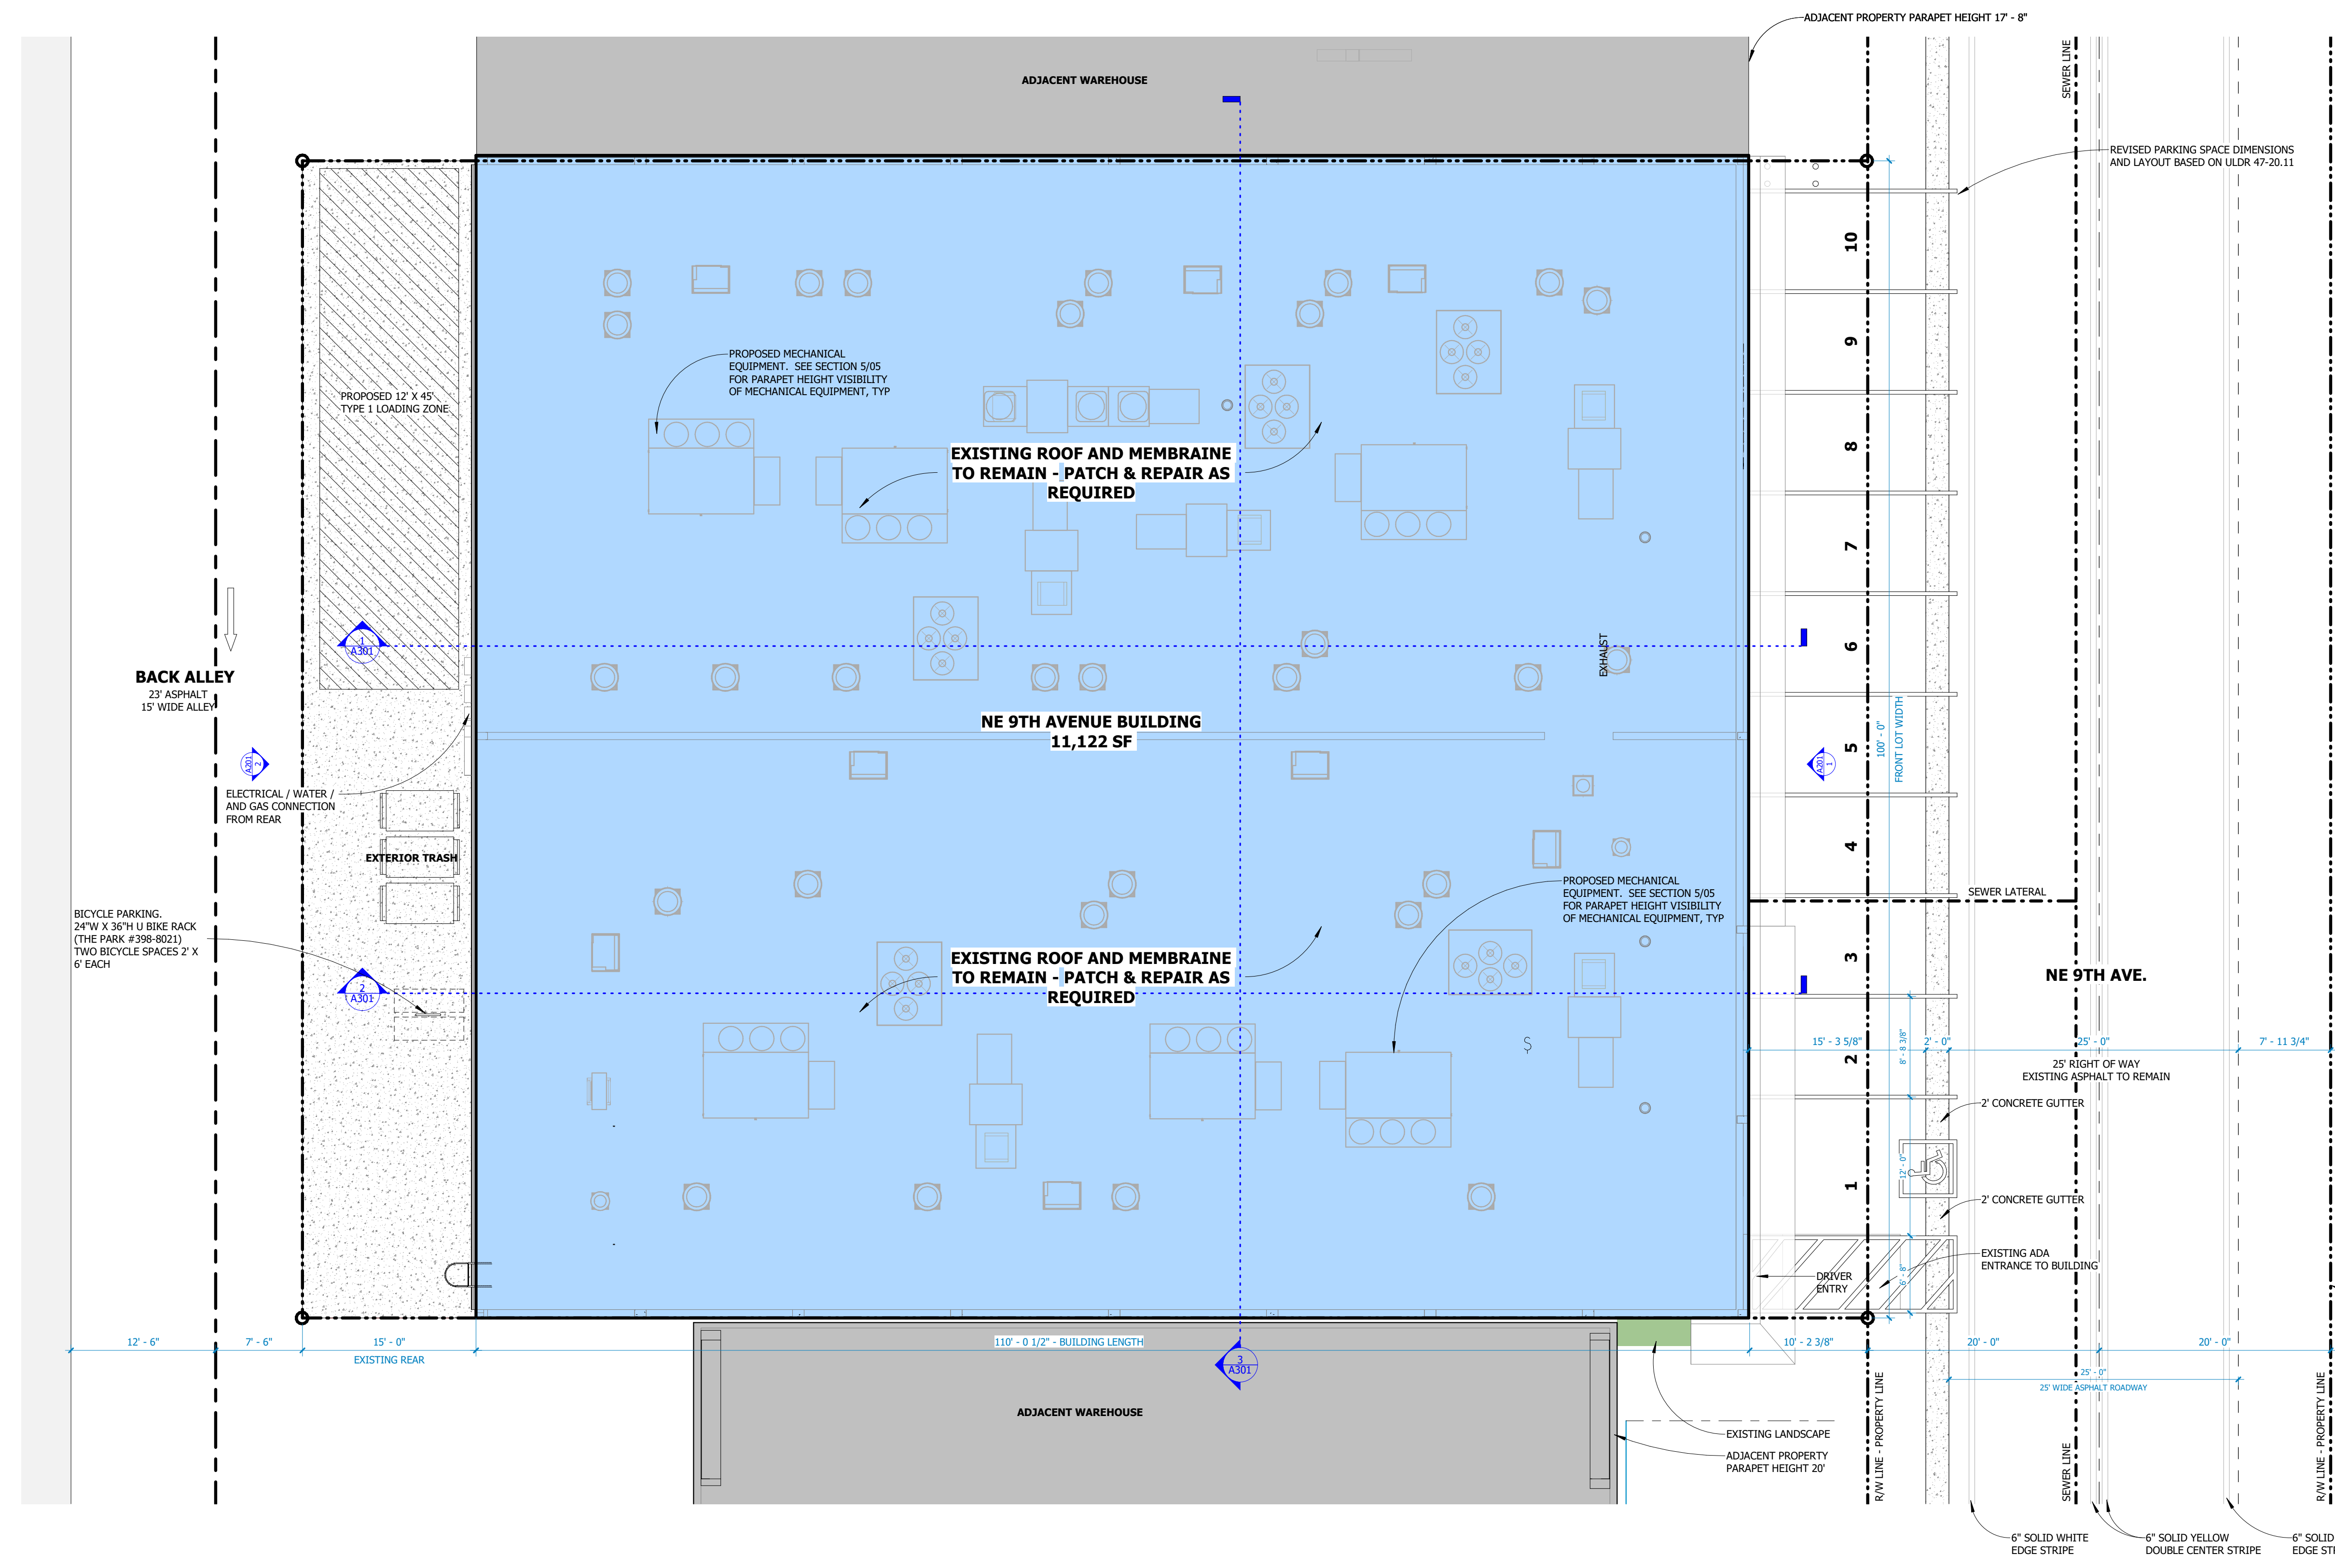 ADJACENT PROPERTY PARAPET HEIGHT 17' - 8"
SEWER LINE
ADJACENT WAREHOUSE
REVISED PARKING SPACE DIMENSIONS
AND LAYOUT BASED ON ULDR 47-20.11
10
9
8
7
6
5
4
3
2
1
PROPOSED MECHANICAL
EQUIPMENT.  SEE SECTION 5/05
FOR PARAPET HEIGHT VISIBILITY
OF MECHANICAL EQUIPMENT, TYP
PROPOSED 12' X 45'
TYPE 1 LOADING ZONE
EXISTING ROOF AND MEMBRAINE
TO REMAIN - PATCH & REPAIR AS
REQUIRED
1
A301
EXHAUST
BACK ALLEY
23' ASPHALT
15' WIDE ALLEY
NE 9TH AVENUE BUILDING
11,122 SF
100' - 0"
FRONT LOT WIDTH
A201
2
A201
1
ELECTRICAL / WATER /
AND GAS CONNECTION
FROM REAR
EXTERIOR TRASH
PROPOSED MECHANICAL
EQUIPMENT.  SEE SECTION 5/05
FOR PARAPET HEIGHT VISIBILITY
OF MECHANICAL EQUIPMENT, TYP
SEWER LATERAL
BICYCLE PARKING.
24"W X 36"H U BIKE RACK
(THE PARK #398-8021)
TWO BICYCLE SPACES 2' X
6' EACH
EXISTING ROOF AND MEMBRAINE
TO REMAIN - PATCH & REPAIR AS
REQUIRED
2
A301
NE 9TH AVE.
$
15' - 3 5/8"
2' - 0"
25' - 0"
7' - 11 3/4"
8' - 8 3/8"
25' RIGHT OF WAY
EXISTING ASPHALT TO REMAIN
2' CONCRETE GUTTER
12' - 0"
2' CONCRETE GUTTER
EXISTING ADA
ENTRANCE TO BUILDING
DRIVER
ENTRY
6' - 8"
12' - 6"
7' - 6"
15' - 0"
EXISTING REAR
110' - 0 1/2" - BUILDING LENGTH
10' - 2 3/8"
20' - 0"
20' - 0"
3
A301
25' - 0"
25' WIDE ASPHALT ROADWAY
ADJACENT WAREHOUSE
EXISTING LANDSCAPE
ADJACENT PROPERTY
PARAPET HEIGHT 20'
R/W LINE - PROPERTY LINE
SEWER LINE
R/W LINE - PROPERTY LINE
6" SOLID WHITE
EDGE STRIPE
6" SOLID YELLOW
DOUBLE CENTER STRIPE
6" SOLID
EDGE